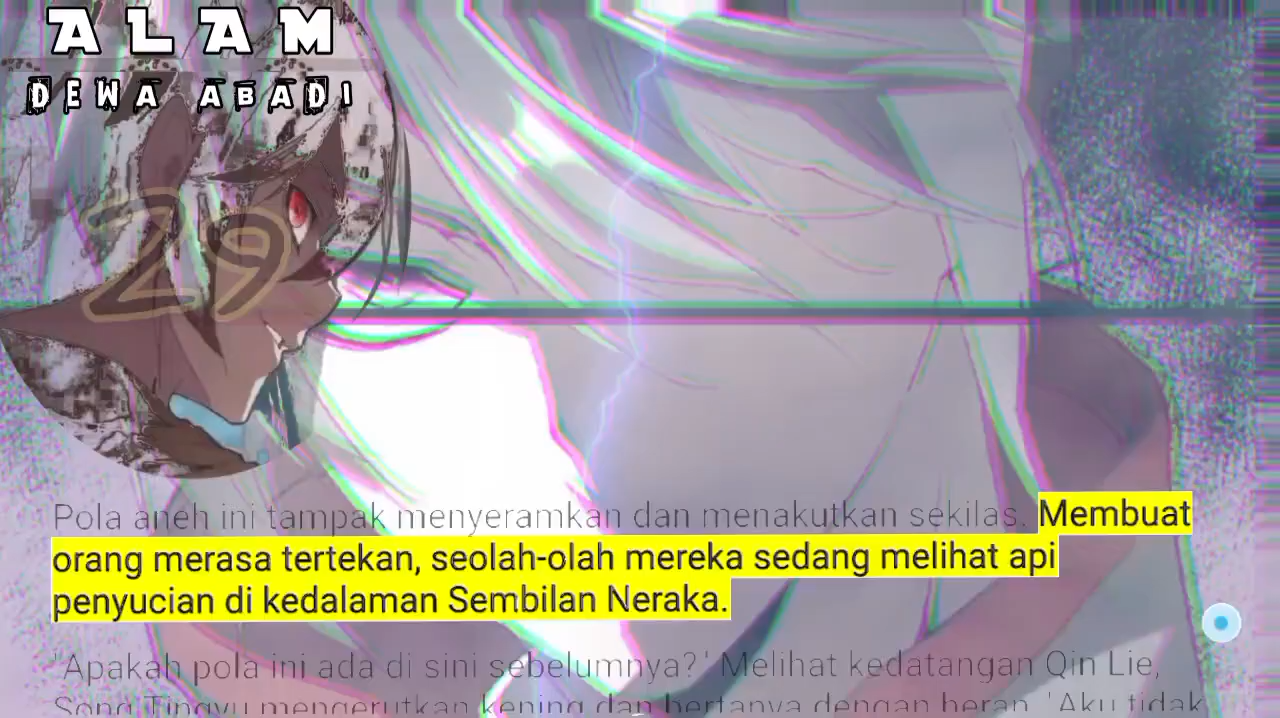 ALAM
DEWA ABADI
29
Pola aneh ini tampak menyeramkan dan menakutkan sekilas. Membuat
orang merasa tertekan, seolah-olah mereka sedang melihat api
penyucian di kedalaman Sembilan Neraka.
'Apakah pola ini ada di sini sebelumnya?' Melihat kedatangan Qin Lie,
Song Tingyu mengerutkan kening dan bertanya dengan heran. 'Aku tidak